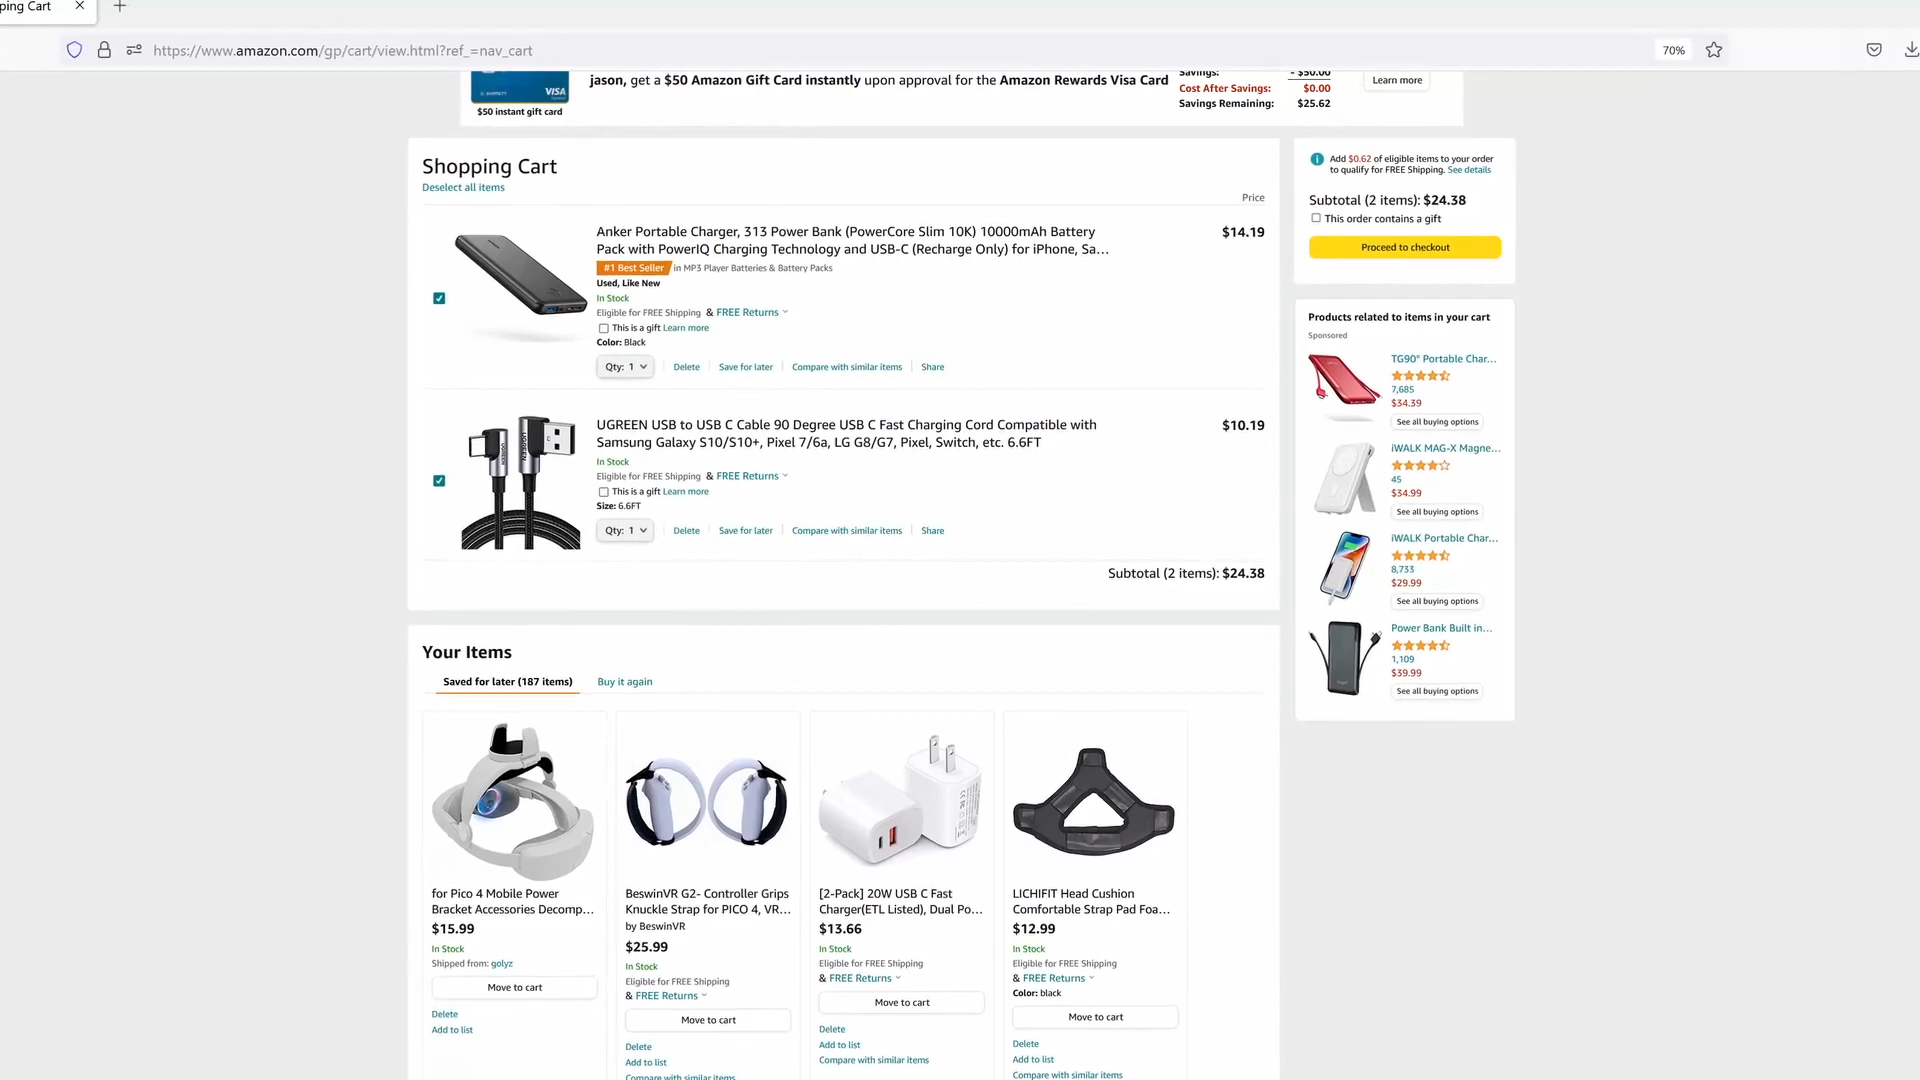 ping Cart
https://www.amazon.com/gp/cart/view.html?ref_=nav_cart
70%
VISA
$50 instant gift card
jason, get a $50 Amazon Gift Card instantly upon approval for the Amazon Rewards Visa Card
Savings: - $50.00
Cost After Savings: $0.00
Savings Remaining: $25.62
Learn more
Shopping Cart
Deselect all items
Price
Anker Portable Charger, 313 Power Bank (PowerCore Slim 10K) 10000mAh Battery
Pack with PowerIQ Charging Technology and USB-C (Recharge Only) for iPhone, Sa…
$14.19
#1 Best Seller in MP3 Player Batteries & Battery Packs
Used, Like New
In Stock
Eligible for FREE Shipping & FREE Returns
This is a gift Learn more
Color: Black
Qty: 1
Delete
Save for later
Compare with similar items
Share
UGREEN USB to USB C Cable 90 Degree USB C Fast Charging Cord Compatible with
Samsung Galaxy S10/S10+, Pixel 7/6a, LG G8/G7, Pixel, Switch, etc. 6.6FT
$10.19
In Stock
Eligible for FREE Shipping & FREE Returns
This is a gift Learn more
Size: 6.6FT
Qty: 1
Delete
Save for later
Compare with similar items
Share
UGREEN
UGREEN
Subtotal (2 items): $24.38
Add $0.62 of eligible items to your order
to qualify for FREE Shipping. See details
Subtotal (2 items): $24.38
This order contains a gift
Proceed to checkout
Products related to items in your cart
Sponsored
TG90° Portable Char…
7,685
$34.39
See all buying options
iWALK MAG-X Magne…
45
$34.99
See all buying options
iWALK Portable Char…
8,733
$29.99
See all buying options
Power Bank Built in…
1,109
$39.99
See all buying options
Your Items
Saved for later (187 items)
Buy it again
for Pico 4 Mobile Power
Bracket Accessories Decomp…
$15.99
In Stock
Shipped from: golyz
Move to cart
Delete
Add to list
BeswinVR G2- Controller Grips
Knuckle Strap for PICO 4, VR…
by BeswinVR
$25.99
In Stock
Eligible for FREE Shipping
& FREE Returns
Move to cart
Delete
Add to list
Compare with similar items
[2-Pack] 20W USB C Fast
Charger(ETL Listed), Dual Po…
$13.66
In Stock
Eligible for FREE Shipping
& FREE Returns
Move to cart
Delete
Add to list
Compare with similar items
LICHIFIT Head Cushion
Comfortable Strap Pad Foa…
$12.99
In Stock
Eligible for FREE Shipping
& FREE Returns
Color: black
Move to cart
Delete
Add to list
Compare with similar items